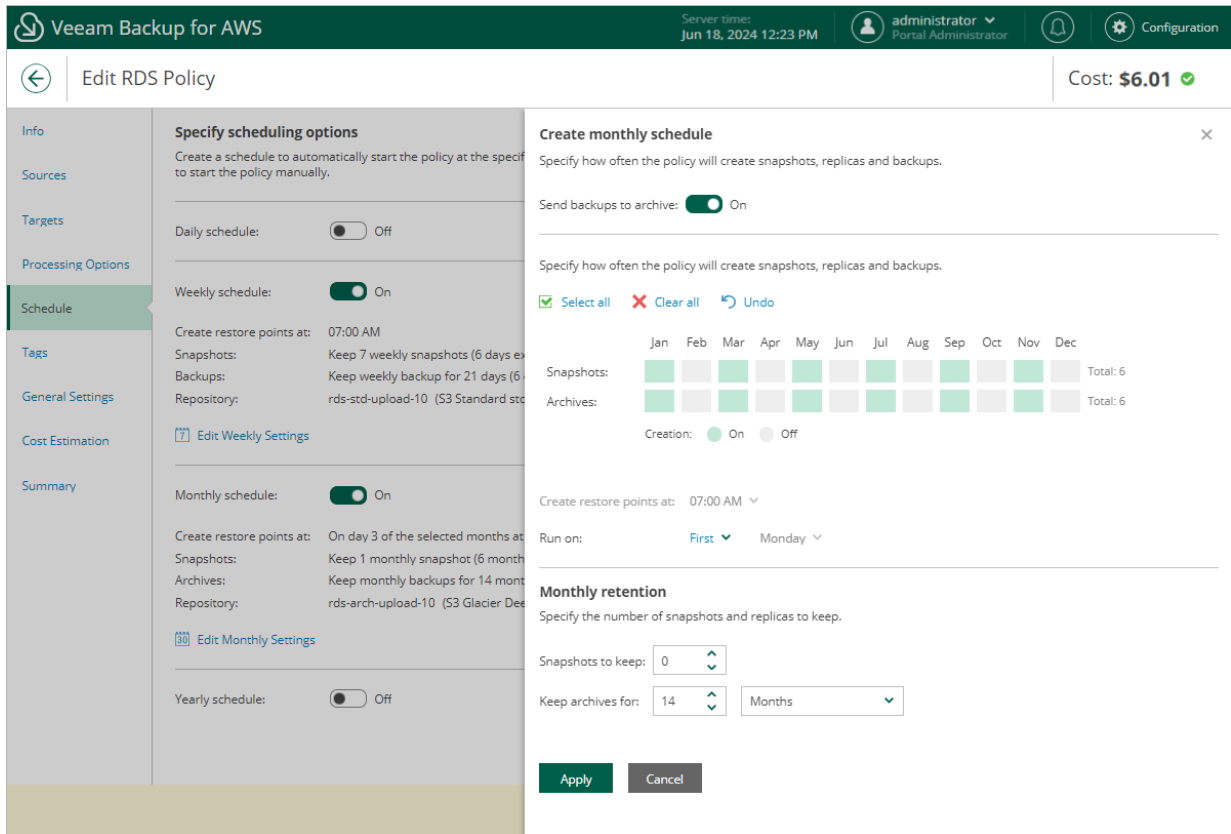 Veeam Backup for AWS
Server time:
Jun 18, 2024 12:23 PM
administrator
Portal Administrator
Configuration
Edit RDS Policy
Cost: $6.01
Info
Sources
Targets
Processing Options
Schedule
Tags
General Settings
Cost Estimation
Summary
Specify scheduling options
Create a schedule to automatically start the policy at the specif
to start the policy manually.
Daily schedule: Off
Weekly schedule: On
Create restore points at: 07:00 AM
Snapshots: Keep 7 weekly snapshots (6 days ex
Backups: Keep weekly backup for 21 days (6
Repository: rds-std-upload-10 (S3 Standard sto
7 Edit Weekly Settings
Monthly schedule: On
Create restore points at: On day 3 of the selected months at
Snapshots: Keep 1 monthly snapshot (6 month
Archives: Keep monthly backups for 14 mont
Repository: rds-arch-upload-10 (S3 Glacier Dee
30 Edit Monthly Settings
Yearly schedule: Off
Create monthly schedule
Specify how often the policy will create snapshots, replicas and backups.
Send backups to archive: On
Specify how often the policy will create snapshots, replicas and backups.
Select all Clear all Undo
Jan Feb Mar Apr May Jun Jul Aug Sep Oct Nov Dec
Snapshots: Total: 6
Archives: Total: 6
Creation: On Off
Create restore points at: 07:00 AM
Run on: First Monday
Monthly retention
Specify the number of snapshots and replicas to keep.
Snapshots to keep: 0
Keep archives for: 14 Months
Apply Cancel